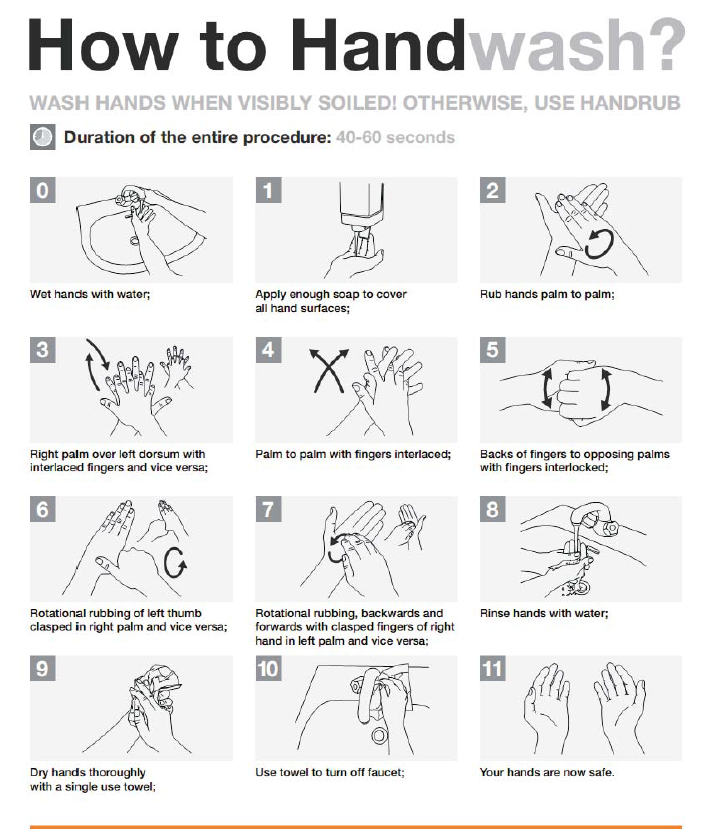 How to Handwash?
WASH HANDS WHEN VISIBLY SOILED! OTHERWISE, USE HANDRUB
Duration of the entire procedure: 40-60 seconds
0
Wet hands with water;
1
Apply enough soap to cover
all hand surfaces;
2
Rub hands palm to palm;
3
Right palm over left dorsum with
interlaced fingers and vice versa;
4
Palm to palm with fingers interlaced;
5
Backs of fingers to opposing palms
with fingers interlocked;
6
Rotational rubbing of left thumb
clasped in right palm and vice versa;
7
Rotational rubbing, backwards and
forwards with clasped fingers of right
hand in left palm and vice versa;
8
Rinse hands with water;
9
Dry hands thoroughly
with a single use towel;
10
Use towel to turn off faucet;
11
Your hands are now safe.